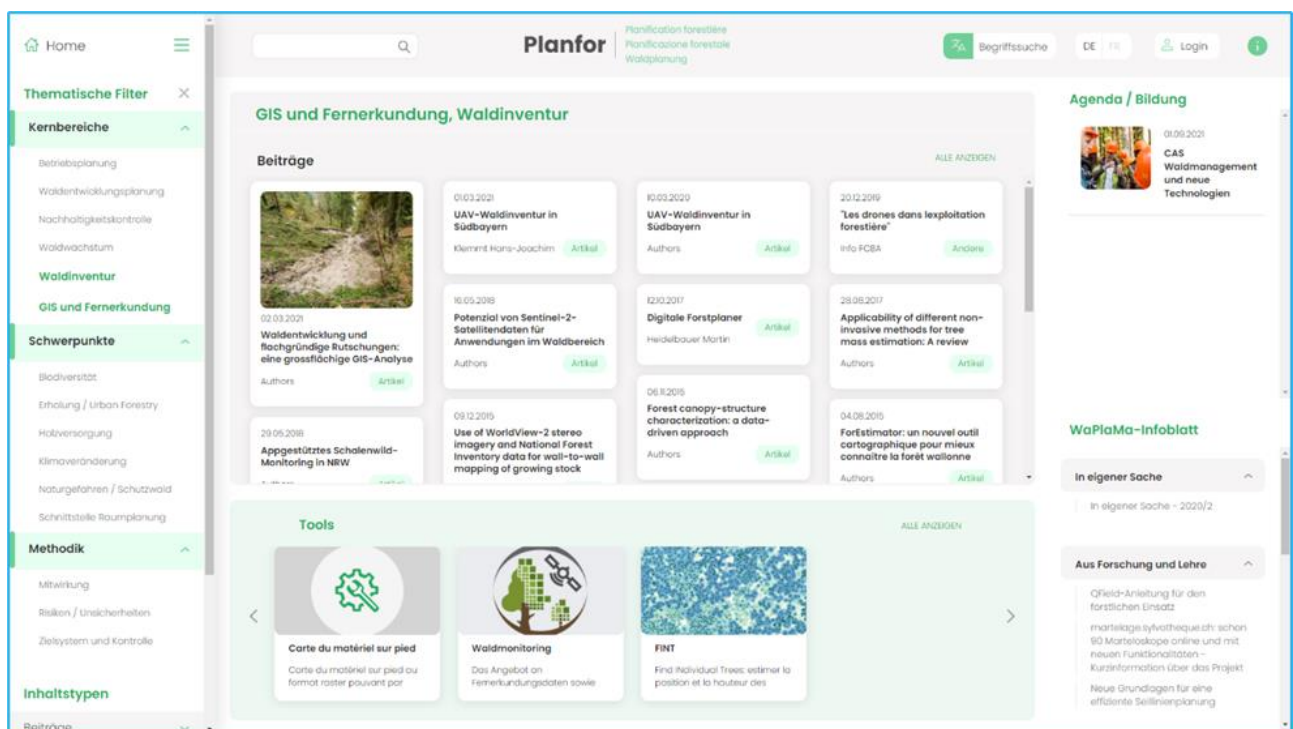 Home
Thematische Filter
Kernbereiche
Betriebsplanung
Waldentwicklungsplanung
Nachhaltigkeitskontrolle
Waldwachstum
Waldinventur
GIS und Fernerkundung
Schwerpunkte
Biodiversität
Erholung / Urban Forestry
Holzversorgung
Klimaveränderung
Naturgefahren / Schutzwald
Schnittstelle Raumplanung
Methodik
Mitwirkung
Risiken / Unsicherheiten
Zielsystem und Kontrolle
Inhaltstypen
Beiträge
Planfor
Planification forestière
Pianificazione forestale
Waldplanung
Begriffssuche
DE FR
Login
GIS und Fernerkundung, Waldinventur
Beiträge
ALLE ANZEIGEN
02.03.2021
Waldentwicklung und
flachgründige Rutschungen:
eine grossflächige GIS-Analyse
Authors
Artikel
29.05.2018
Appgestütztes Schalenwild-
Monitoring in NRW
01.03.2021
UAV-Waldinventur in
Südbayern
Klemmt Hans-Joachim
Artikel
16.05.2018
Potenzial von Sentinel-2-
Satellitendaten für
Anwendungen im Waldbereich
Authors
Artikel
09.12.2015
Use of WorldView-2 stereo
imagery and National Forest
Inventory data for wall-to-wall
mapping of growing stock
10.03.2020
UAV-Waldinventur in
Südbayern
Authors
Artikel
12.10.2017
Digitale Forstplaner
Heidelbauer Martin
Artikel
06.11.2015
Forest canopy-structure
characterization: a data-
driven approach
Authors
Artikel
20.12.2019
"Les drones dans lexploitation
forestière"
Info FCBA
Andere
28.08.2017
Applicability of different non-
invasive methods for tree
mass estimation: A review
Authors
Artikel
04.08.2015
ForEstimator: un nouvel outil
cartographique pour mieux
connaître la forêt wallonne
Authors
Artikel
Tools
ALLE ANZEIGEN
Carte du matériel sur pied
Carte du matériel sur pied au
format raster pouvant par
Waldmonitoring
Das Angebot an
Fernerkundungsdaten sowie
FINT
Find INdividual Trees: estimer la
position et la hauteur des
Agenda / Bildung
01.09.2021
CAS
Waldmanagement
und neue
Technologien
WaPlaMa-Infoblatt
In eigener Sache
In eigener Sache - 2020/2
Aus Forschung und Lehre
QField-Anleitung für den
forstlichen Einsatz
martelage.sylvotheque.ch: schon
90 Marteloskope online und mit
neuen Funktionalitäten -
Kurzinformation über das Projekt
Neue Grundlagen für eine
effiziente Seillinienplanung